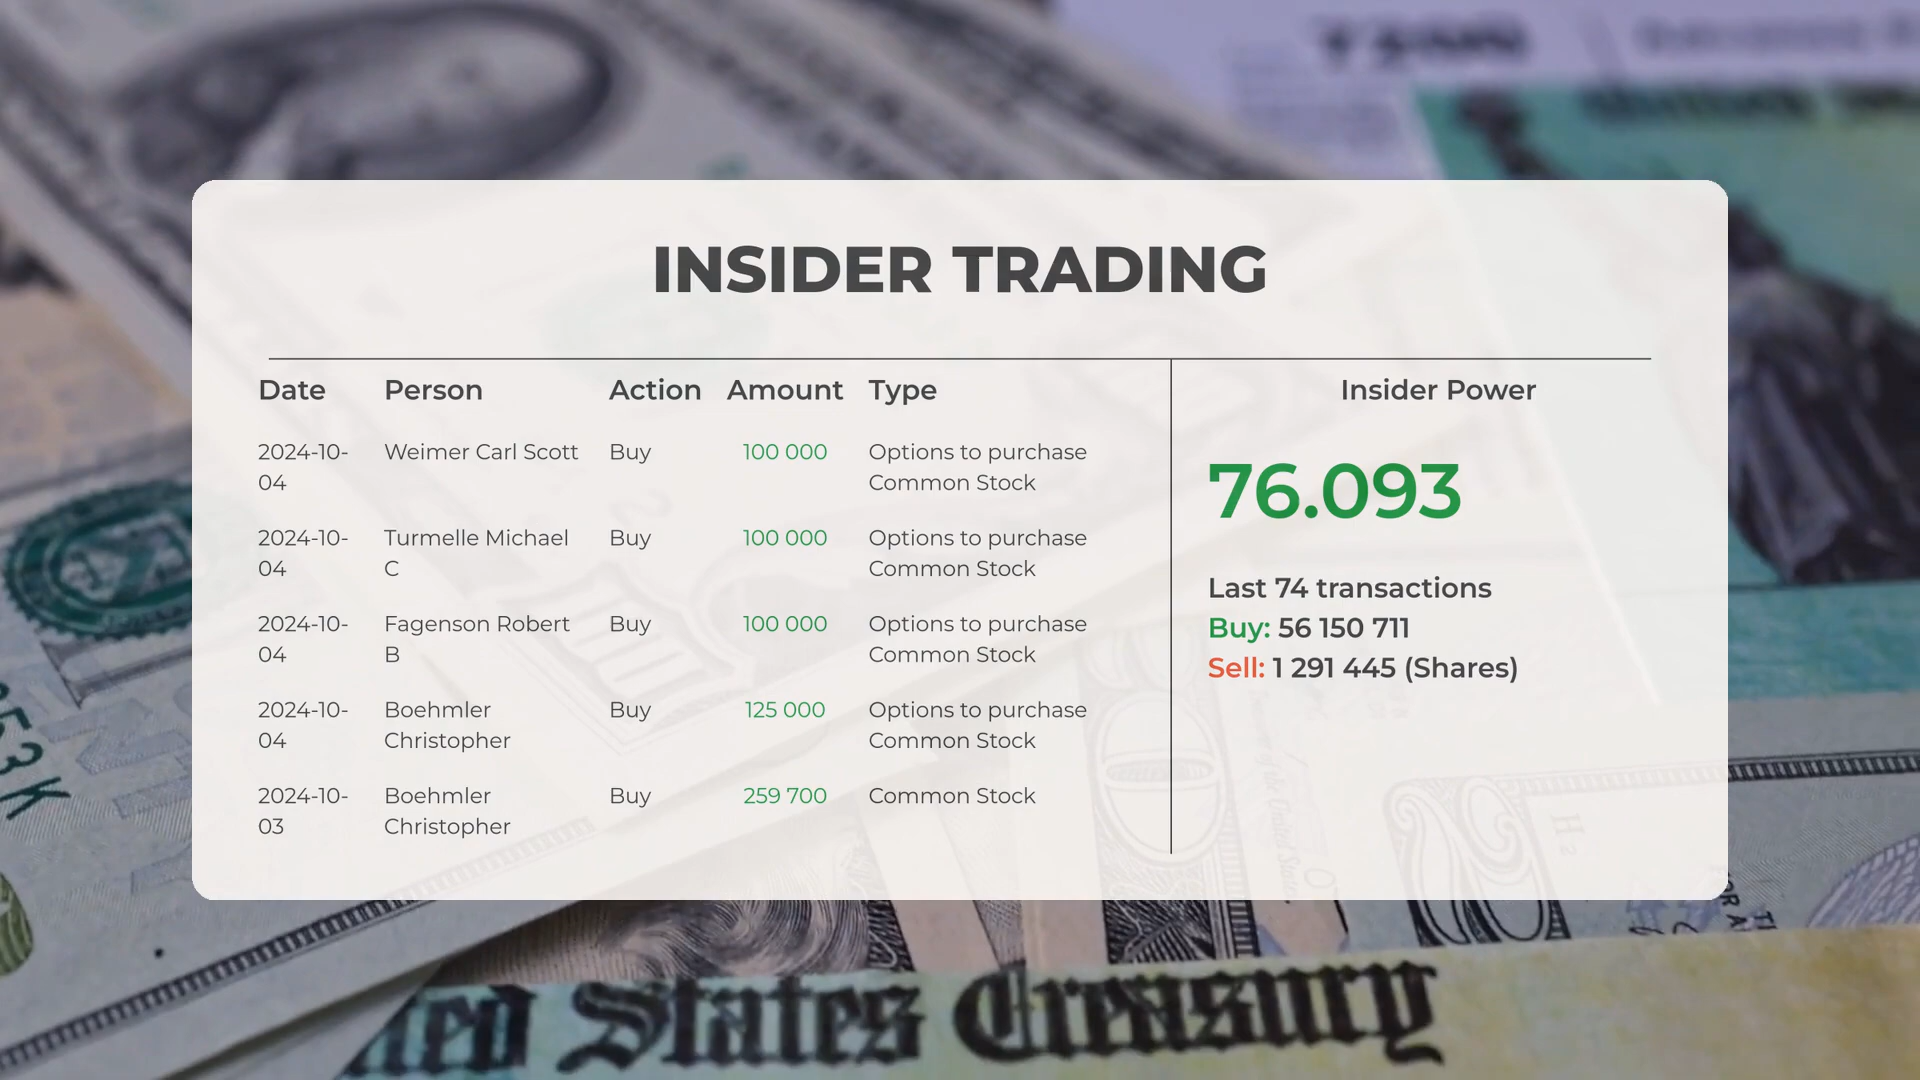 INSIDER TRADING
Date Person Action Amount Type
2024-10-
04
Weimer Carl Scott
Buy
100 000
Options to purchase
Common Stock
2024-10-
04
Turmelle Michael
C
Buy
100 000
Options to purchase
Common Stock
2024-10-
04
Fagenson Robert
B
Buy
100 000
Options to purchase
Common Stock
2024-10-
04
Boehmler
Christopher
Buy
125 000
Options to purchase
Common Stock
2024-10-
03
Boehmler
Christopher
Buy
259 700
Common Stock
Insider Power
76.093
Last 74 transactions
Buy: 56 150 711
Sell: 1 291 445 (Shares)
States Treasury